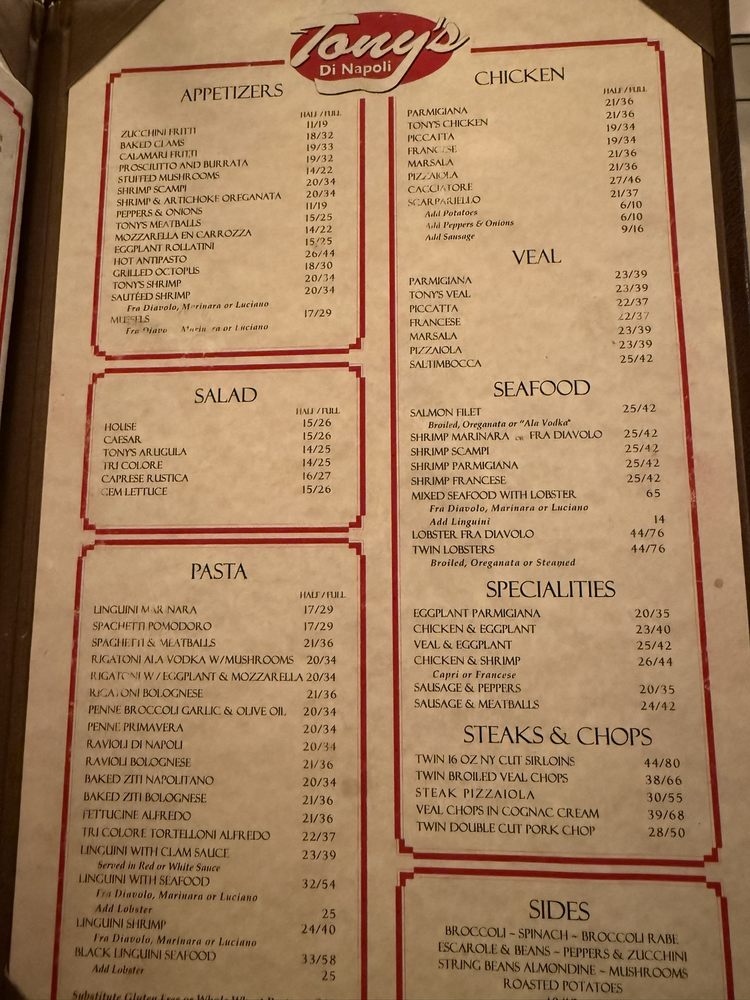 Tony's
Di Napoli
APPETIZERS
HALF / FULL
ZUCCHINI FRITTI 11/19
BAKED CLAMS 18/32
CALAMARI FRITTI 19/33
PROSCIUTTO AND BURRATA 19/32
STUFFED MUSHROOMS 14/22
SHRIMP SCAMPI 20/34
SHRIMP & ARTICHOKE OREGANATA 20/34
PEPPERS & ONIONS 11/19
TONY'S MEATBALLS 15/25
MOZZARELLA EN CARROZZA 14/22
EGGPLANT ROLLATINI 15/25
HOT ANTIPASTO 26/44
GRILLED OCTOPUS 18/30
TONY'S SHRIMP 20/34
SAUTÉED SHRIMP 20/34
Fra Diavolo, Marinara or Luciano
MUSSELS 17/29
Fra Diavo Marinara or Luciano
SALAD
HALF / FULL
HOUSE 15/26
CAESAR 15/26
TONY'S ARUGULA 14/25
TRI COLORE 14/25
CAPRESE RUSTICA 16/27
GEM LETTUCE 15/26
PASTA
HALF / FULL
LINGUINI MARINARA 17/29
SPAGHETTI POMODORO 17/29
SPAGHETTI & MEATBALLS 21/36
RIGATONI ALA VODKA W/MUSHROOMS 20/34
RIGATONI W/ EGGPLANT & MOZZARELLA 20/34
RIGATONI BOLOGNESE 21/36
PENNE BROCCOLI GARLIC & OLIVE OIL 20/34
PENNE PRIMAVERA 20/34
RAVIOLI DI NAPOLI 20/34
RAVIOLI BOLOGNESE 21/36
BAKED ZITI NAPOLITANO 20/34
BAKED ZITI BOLOGNESE 21/36
FETTUCINE ALFREDO 21/36
TRI COLORE TORTELLONI ALFREDO 22/37
LINGUINI WITH CLAM SAUCE 23/39
Served in Red or White Sauce
LINGUINI WITH SEAFOOD 32/54
Fra Diavolo, Marinara or Luciano
Add Lobster 25
LINGUINI SHRIMP 24/40
Fra Diavolo, Marinara or Luciano
BLACK LINGUINI SEAFOOD 33/58
Add Lobster 25
Substitute Gluten Free or Whole Wheat
CHICKEN
HALF / FULL
PARMIGIANA 21/36
TONY'S CHICKEN 21/36
PICCATTA 19/34
FRANCESE 19/34
MARSALA 21/36
PIZZAIOLA 21/36
CACCIATORE 27/46
SCARPARIELLO 21/37
Add Potatoes 6/10
Add Peppers & Onions 6/10
Add Sausage 9/16
VEAL
PARMIGIANA 23/39
TONY'S VEAL 23/39
PICCATTA 22/37
FRANCESE 22/37
MARSALA 23/39
PIZZAIOLA 23/39
SALTIMBOCCA 25/42
SEAFOOD
SALMON FILET 25/42
Broiled, Oreganata or "Ala Vodka"
SHRIMP MARINARA or FRA DIAVOLO 25/42
SHRIMP SCAMPI 25/42
SHRIMP PARMIGIANA 25/42
SHRIMP FRANCESE 25/42
MIXED SEAFOOD WITH LOBSTER 65
Fra Diavolo, Marinara or Luciano
Add Linguini 14
LOBSTER FRA DIAVOLO 44/76
TWIN LOBSTERS 44/76
Broiled, Oreganata or Steamed
SPECIALITIES
EGGPLANT PARMIGIANA 20/35
CHICKEN & EGGPLANT 23/40
VEAL & EGGPLANT 25/42
CHICKEN & SHRIMP 26/44
Capri or Francese
SAUSAGE & PEPPERS 20/35
SAUSAGE & MEATBALLS 24/42
STEAKS & CHOPS
TWIN 16 OZ NY CUT SIRLOINS 44/80
TWIN BROILED VEAL CHOPS 38/66
STEAK PIZZAIOLA 30/55
VEAL CHOPS IN COGNAC CREAM 39/68
TWIN DOUBLE CUT PORK CHOP 28/50
SIDES
BROCCOLI ~ SPINACH ~ BROCCOLI RABE
ESCAROLE & BEANS ~ PEPPERS & ZUCCHINI
STRING BEANS ALMONDINE ~ MUSHROOMS
ROASTED POTATOES